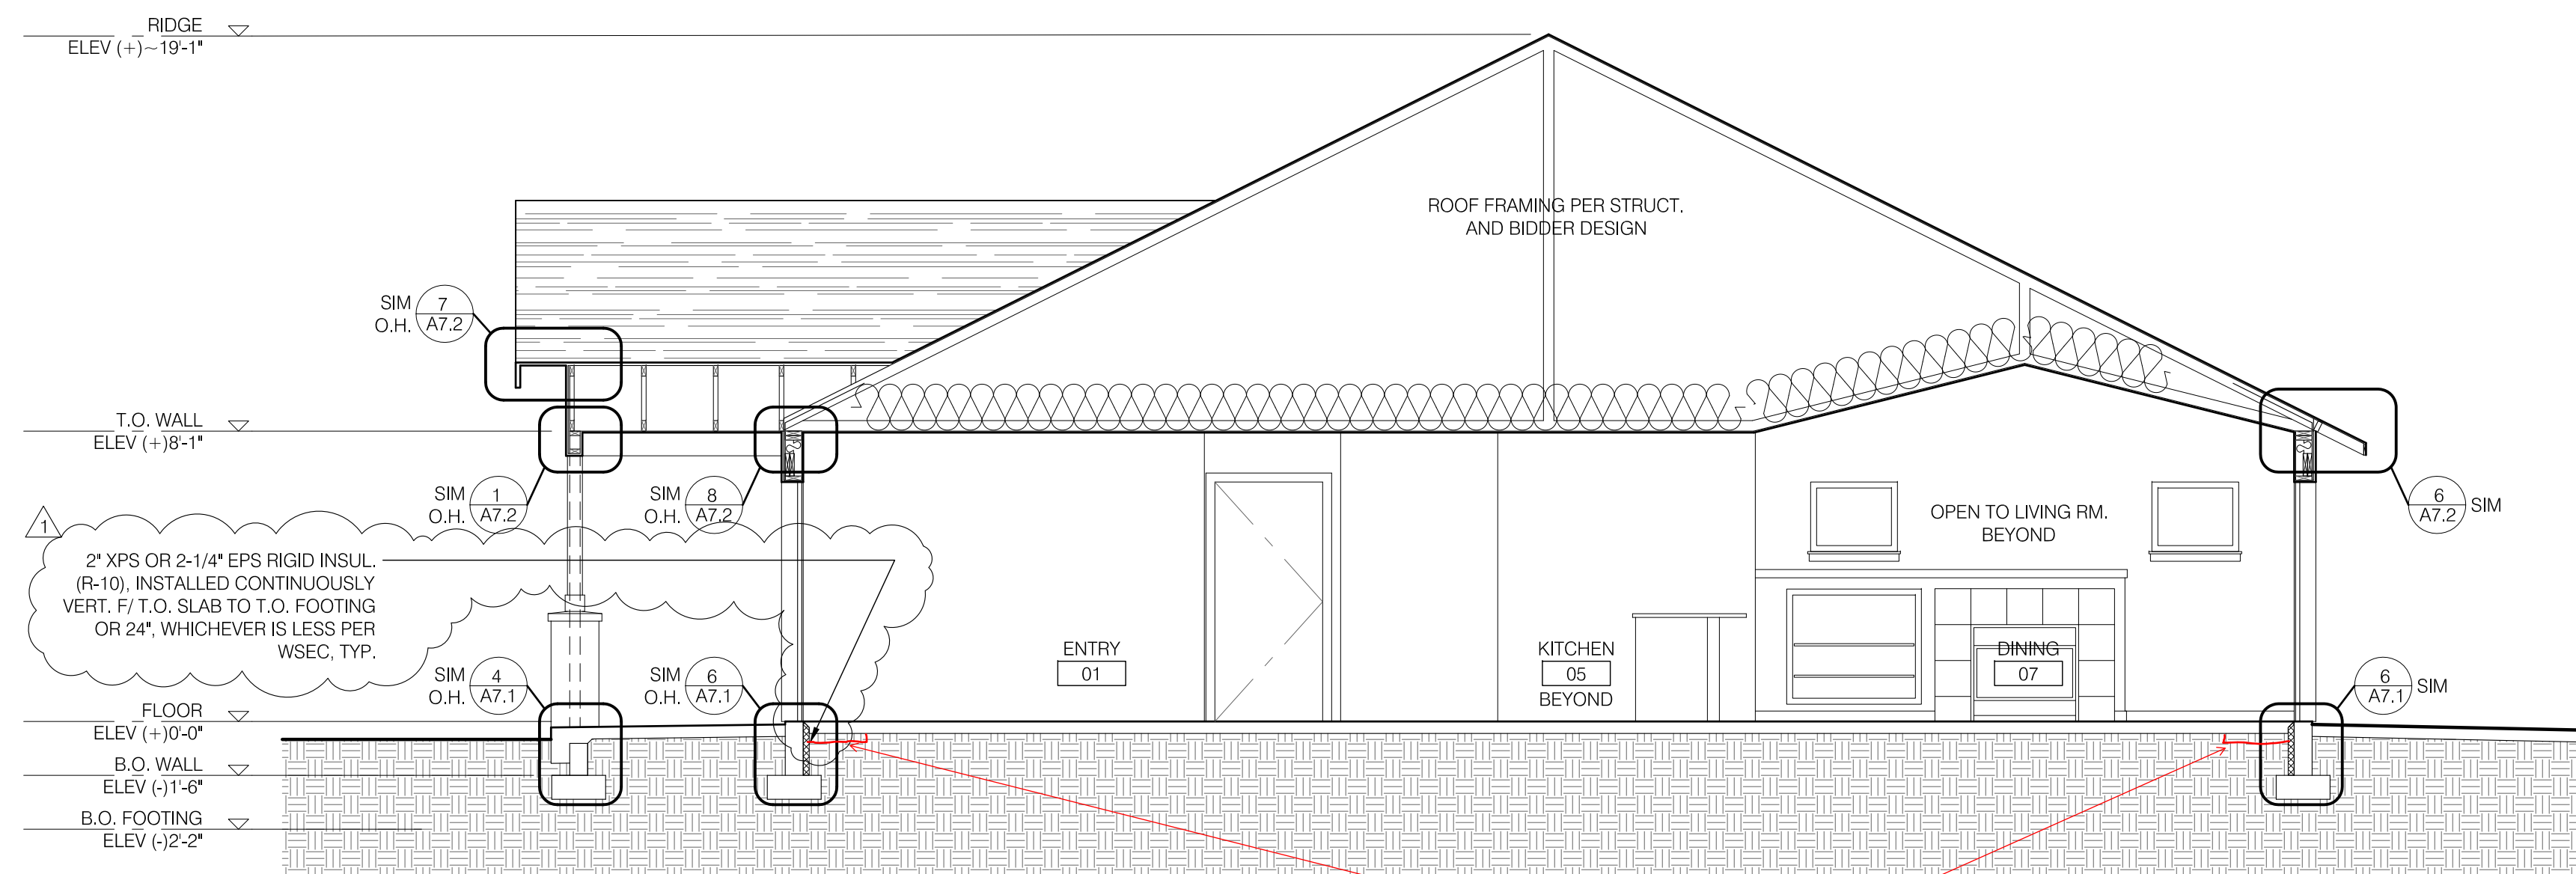 RIDGE
ELEV (+)~19'-1"
ROOF FRAMING PER STRUCT.
AND BIDDER DESIGN
SIM
O.H.
7
A7.2
T.O. WALL
ELEV (+)8'-1"
SIM
O.H.
1
A7.2
SIM
O.H.
8
A7.2
6
A7.2
SIM
OPEN TO LIVING RM.
BEYOND
1
2" XPS OR 2-1/4" EPS RIGID INSUL.
(R-10), INSTALLED CONTINUOUSLY
VERT. F/ T.O. SLAB TO T.O. FOOTING
OR 24", WHICHEVER IS LESS PER
WSEC, TYP.
ENTRY
01
KITCHEN
05
BEYOND
DINING
07
SIM
O.H.
4
A7.1
SIM
O.H.
6
A7.1
6
A7.1
SIM
FLOOR
ELEV (+)0'-0"
B.O. WALL
ELEV (-)1'-6"
B.O. FOOTING
ELEV (-)2'-2"